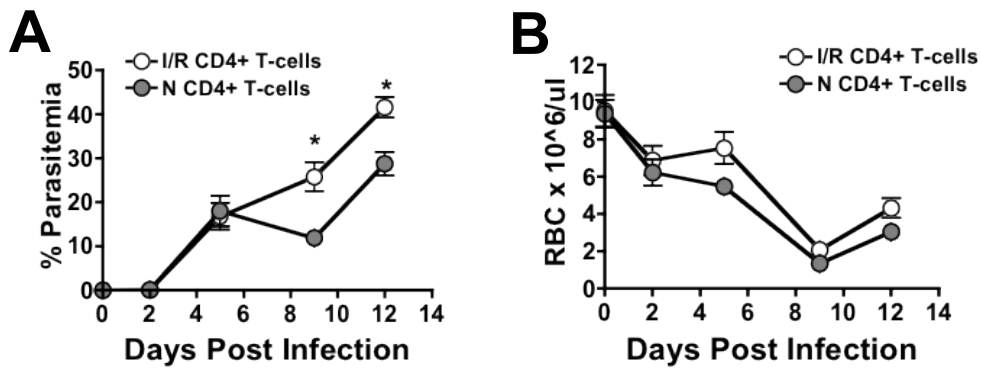 A
I/R CD4+ T-cells
N CD4+ T-cells
50
40
30
20
10
0
*
*
% Parasitemia
0 2 4 6 8 10 12 14
Days Post Infection
B
I/R CD4+ T-cells
N CD4+ T-cells
12
10
8
6
4
2
0
RBC x 10^6/ul
0 2 4 6 8 10 12 14
Days Post Infection